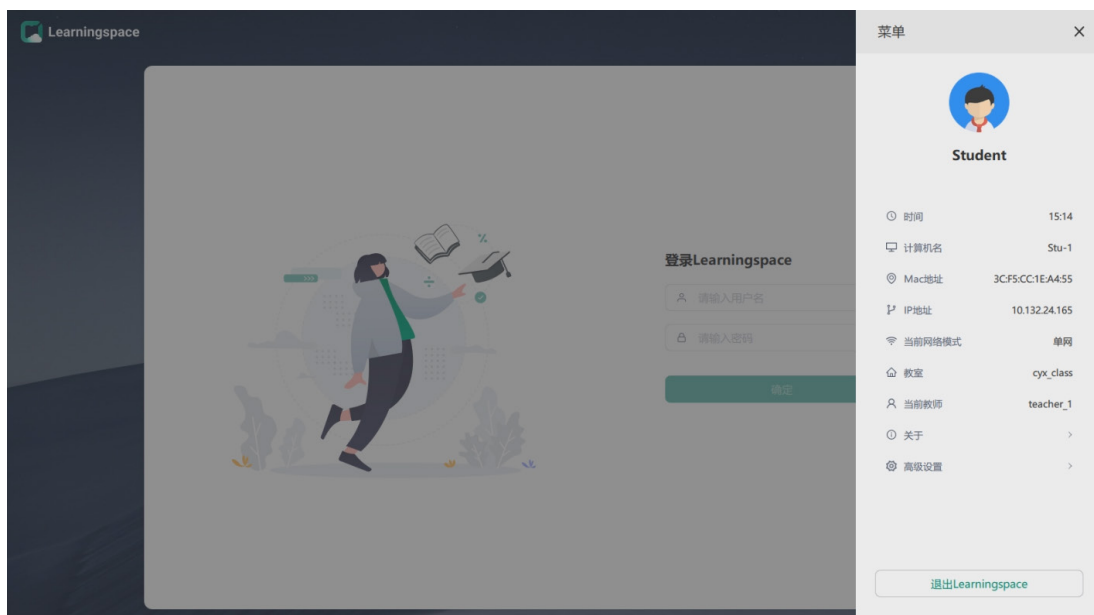 Learningspace
登录Learningspace
请输入用户名
请输入密码
确定
菜单
Student
时间 15:14
计算机名 Stu-1
Mac地址 3C:F5:CC:1E:A4:55
IP地址 10.132.24.165
当前网络模式 单网
教室 cyx_class
当前教师 teacher_1
关于
高级设置
退出Learningspace